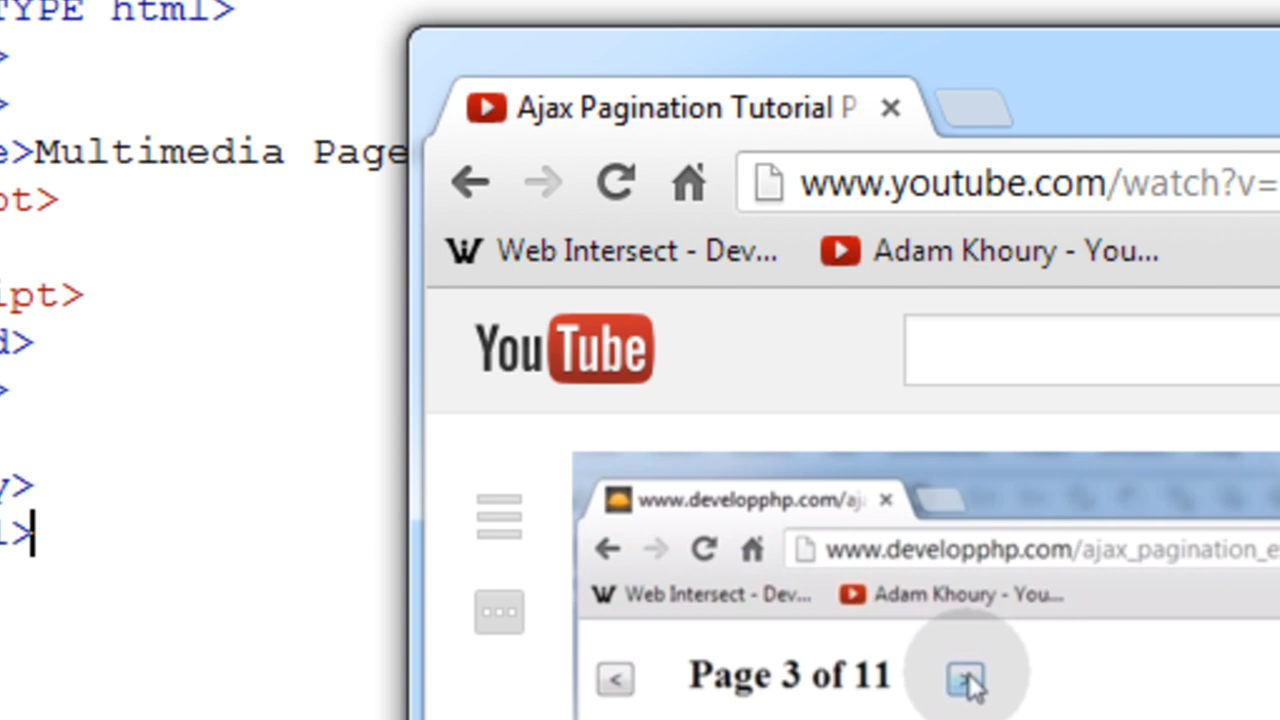 TYPE html>
>
>
e>Multimedia Page
pt>
ipt>
d>
>
y>
l>
Ajax Pagination Tutorial P
www.youtube.com/watch?v=
Web Intersect - Dev... Adam Khoury - You...
YouTube
www.developphp.com/aj
www.developphp.com/ajax_pagination_e
Web Intersect - Dev... Adam Khoury - You...
< Page 3 of 11 >